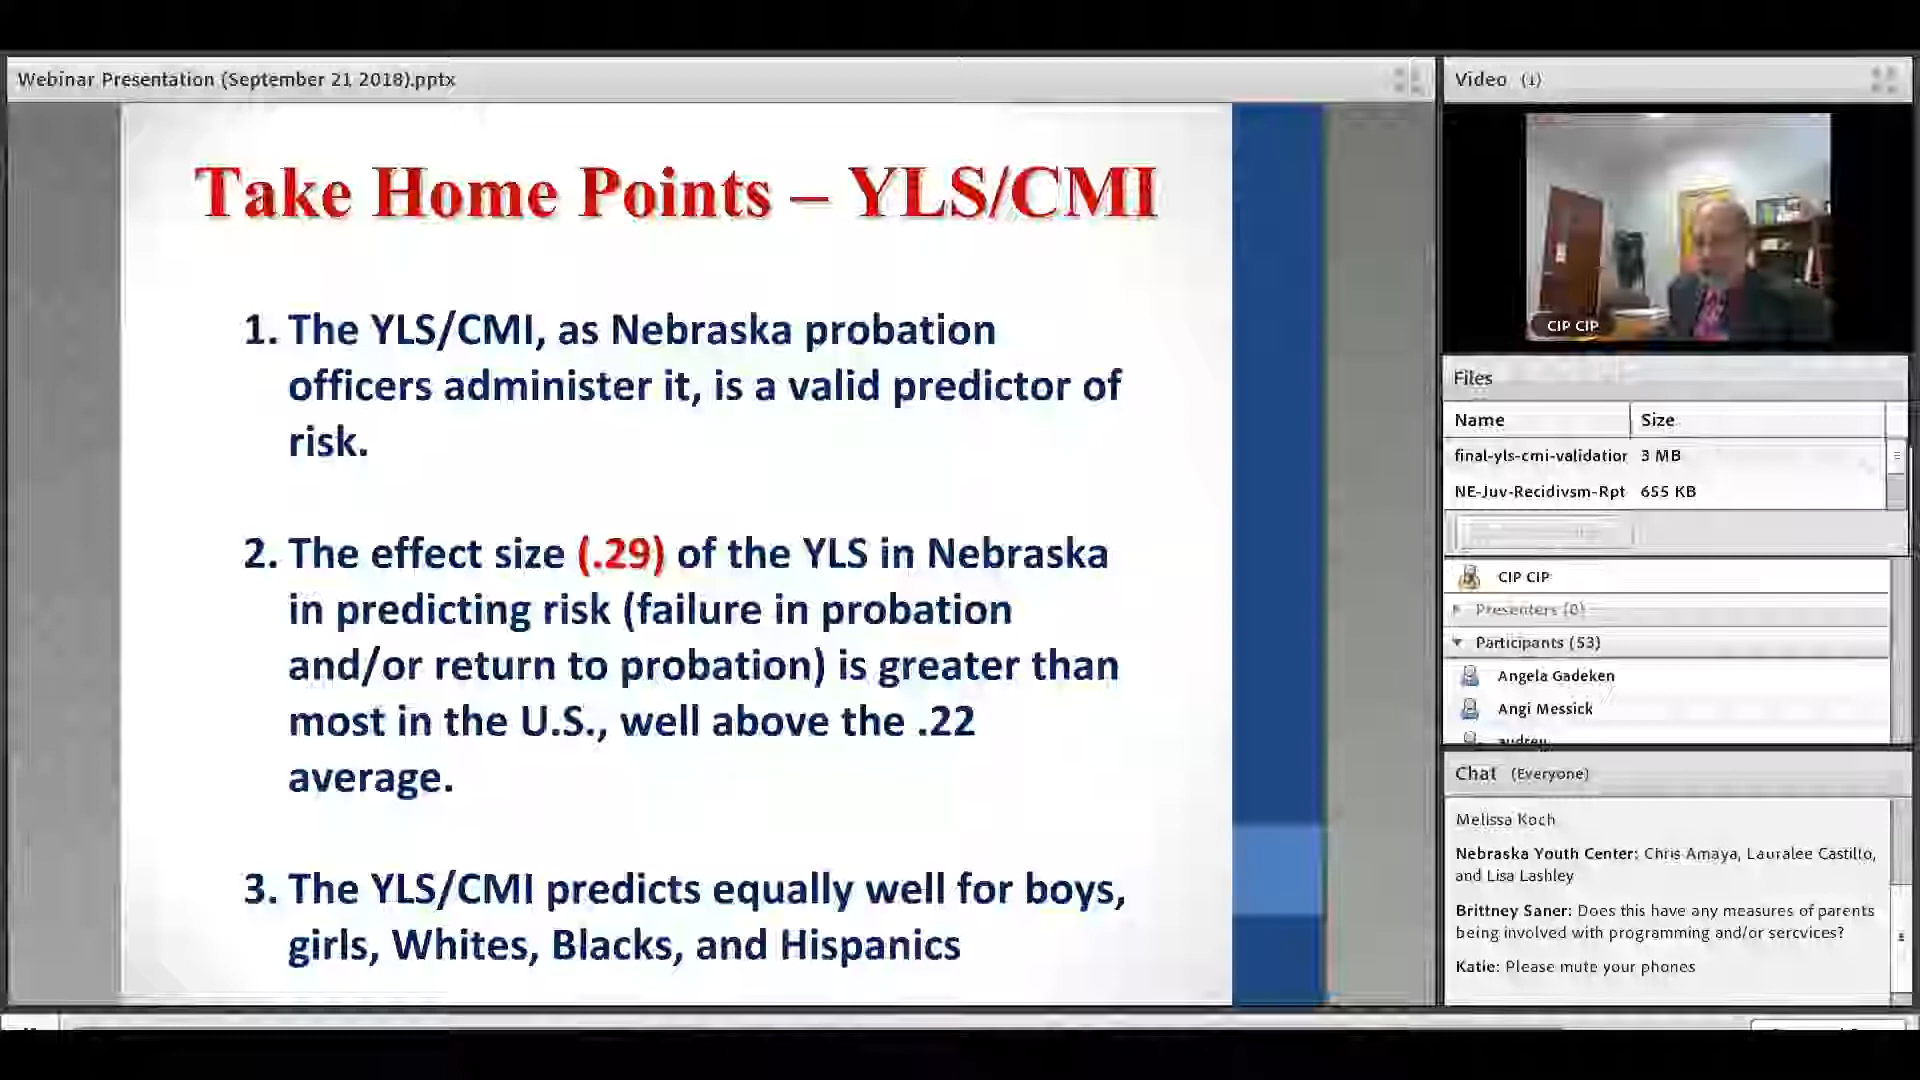 Webinar Presentation (September 21 2018).pptx
Take Home Points – YLS/CMI
1. The YLS/CMI, as Nebraska probation
officers administer it, is a valid predictor of
risk.
2. The effect size (.29) of the YLS in Nebraska
in predicting risk (failure in probation
and/or return to probation) is greater than
most in the U.S., well above the .22
average.
3. The YLS/CMI predicts equally well for boys,
girls, Whites, Blacks, and Hispanics
Video (1)
CIP CIP
Files
Name Size
final-yls-cmi-validation 3 MB
NE-Juv-Recidivsm-Rpt 655 KB
CIP CIP
Presenters (0)
Participants (53)
Angela Gadeken
Angi Messick
audrey
Chat (Everyone)
Melissa Koch
Nebraska Youth Center: Chris Amaya, Lauralee Castillo,
and Lisa Lashley
Brittney Saner: Does this have any measures of parents
being involved with programming and/or sercvices?
Katie: Please mute your phones